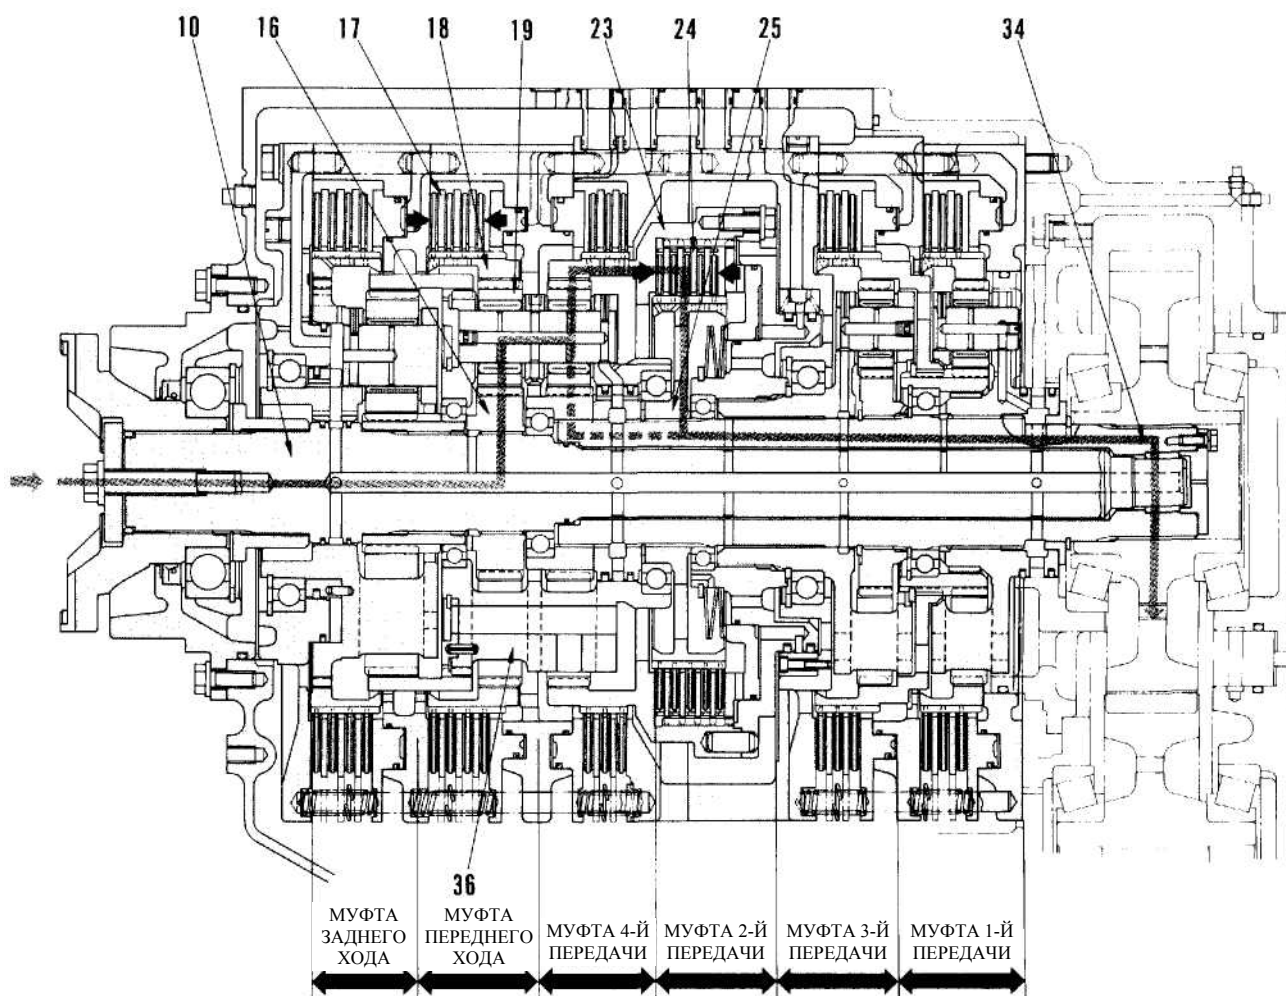 10 16 17 18 19 23 24 25 34
36
МУФТА
ЗАДНЕГО
ХОДА
МУФТА
ПЕРЕДНЕГО
ХОДА
МУФТА 4-Й
ПЕРЕДАЧИ
МУФТА 2-Й
ПЕРЕДАЧИ
МУФТА 3-Й
ПЕРЕДАЧИ
МУФТА 1-Й
ПЕРЕДАЧИ